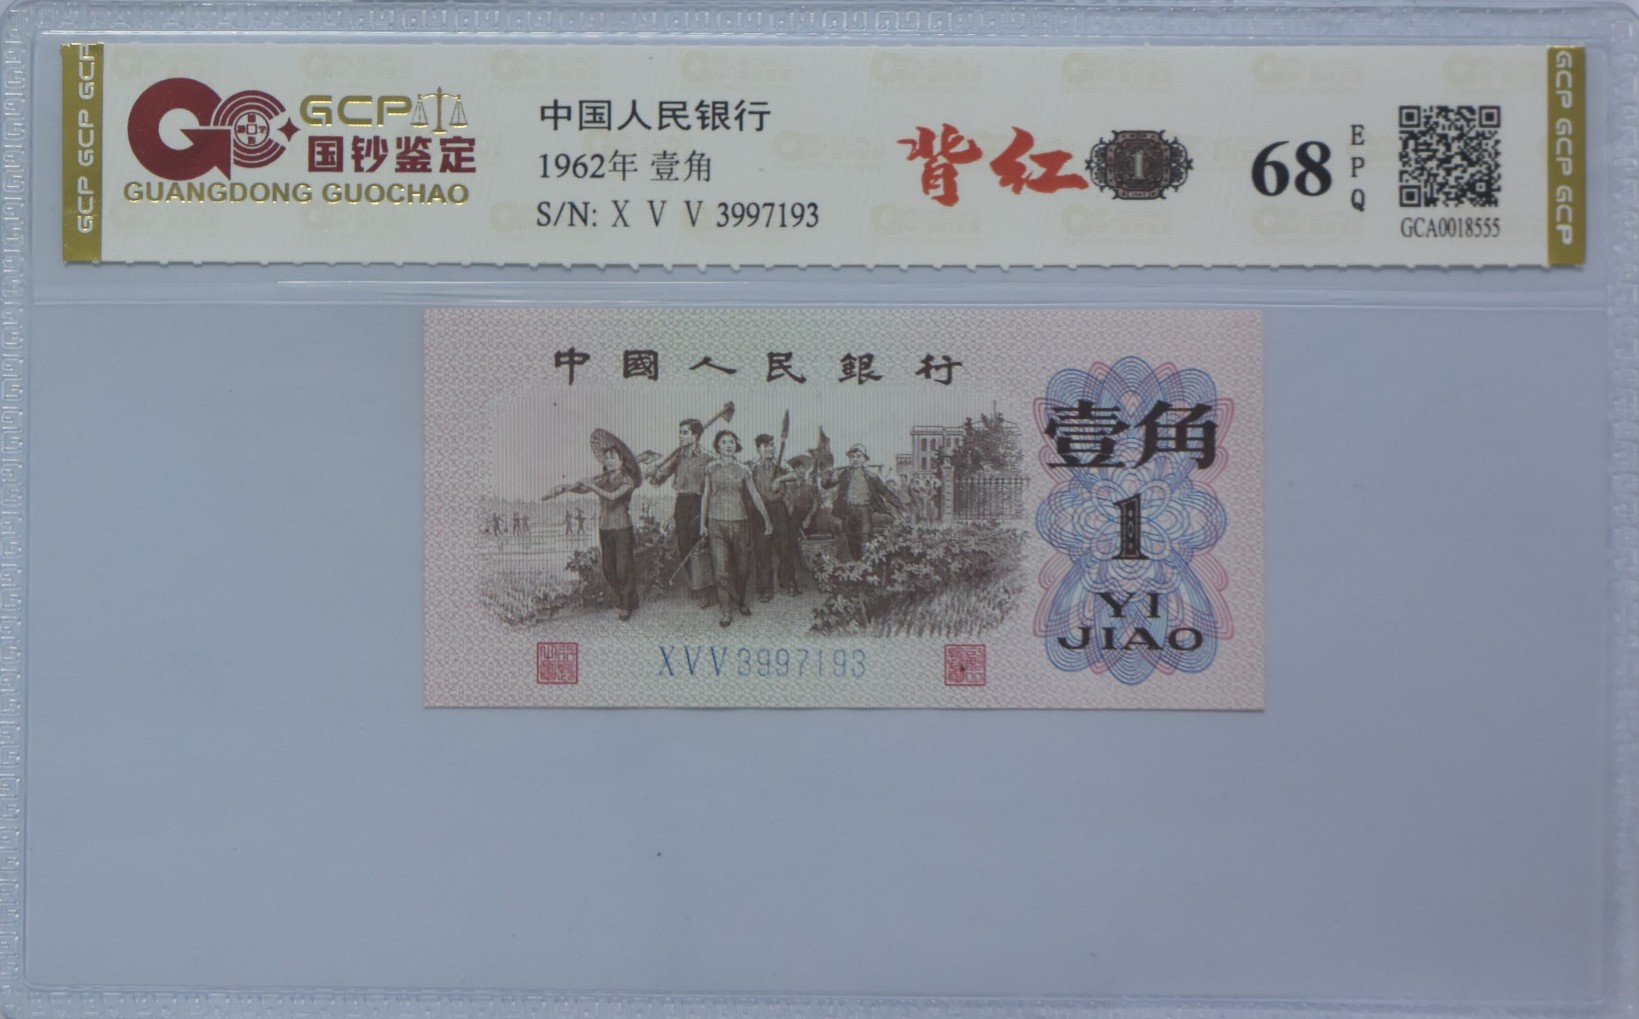 GCP GCP GCP
GCP
国钞鉴定
GUANGDONG GUOCHAO
中国人民银行
1962年 壹角
S/N: X V V 3997193
背红
1
68
EPQ
GCA0018555
GCP GCP GCP
中國人民銀行
壹角
1
YI
JIAO
XVV3997193